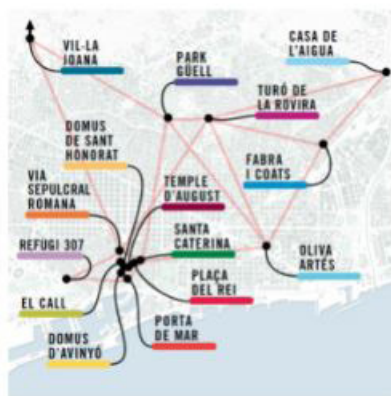 VIL·LA
JOANA
PARK
GÜELL
CASA DE
L'AIGUA
TURÓ DE
LA ROVIRA
DOMUS
DE SANT
HONORAT
FABRA
I COATS
VIA
SEPULCRAL
ROMANA
TEMPLE
D'AUGUST
REFUGI 307
SANTA
CATERINA
OLIVA
ARTÉS
PLAÇA
DEL REI
EL CALL
PORTA
DE MAR
DOMUS
D'AVINYÓ